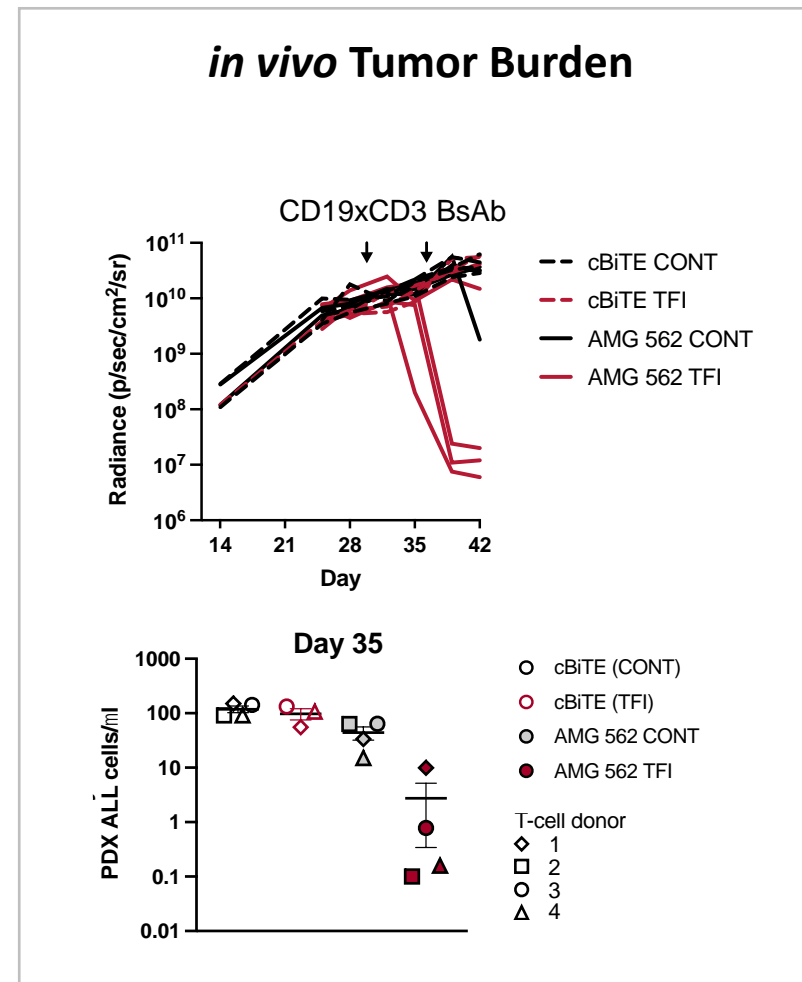 in vivo Tumor Burden
CD19xCD3 BsAb
10¹¹
10¹⁰
10⁹
10⁸
10⁷
10⁶
Radiance (p/sec/cm²/sr)
14 21 28 35 42
Day
cBiTE CONT
cBiTE TFI
AMG 562 CONT
AMG 562 TFI
Day 35
1000
100
10
1
0.1
0.01
PDX ALL cells/ml
cBiTE (CONT)
cBiTE (TFI)
AMG 562 CONT
AMG 562 TFI
T-cell donor
1
2
3
4